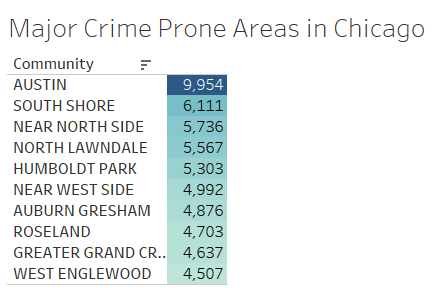 Major Crime Prone Areas in Chicago
Community
AUSTIN 9,954
SOUTH SHORE 6,111
NEAR NORTH SIDE 5,736
NORTH LAWNDALE 5,567
HUMBOLDT PARK 5,303
NEAR WEST SIDE 4,992
AUBURN GRESHAM 4,876
ROSELAND 4,703
GREATER GRAND CR.. 4,637
WEST ENGLEWOOD 4,507